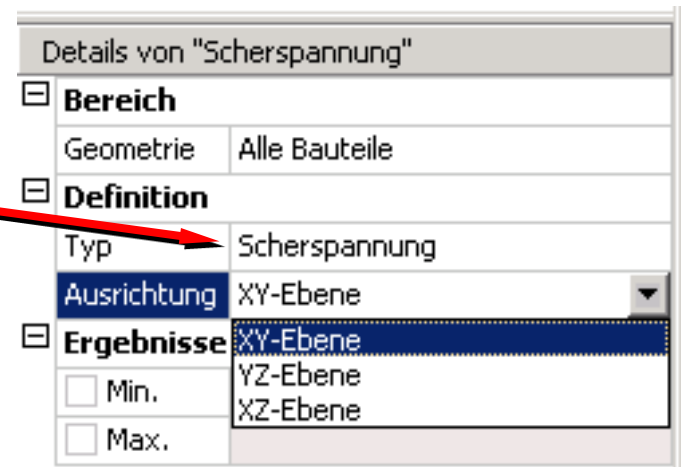 Details von "Scherspannung"
Bereich
Geometrie Alle Bauteile
Definition
Typ Scherspannung
Ausrichtung XY-Ebene
Ergebnisse XY-Ebene
Min. YZ-Ebene
XZ-Ebene
Max.